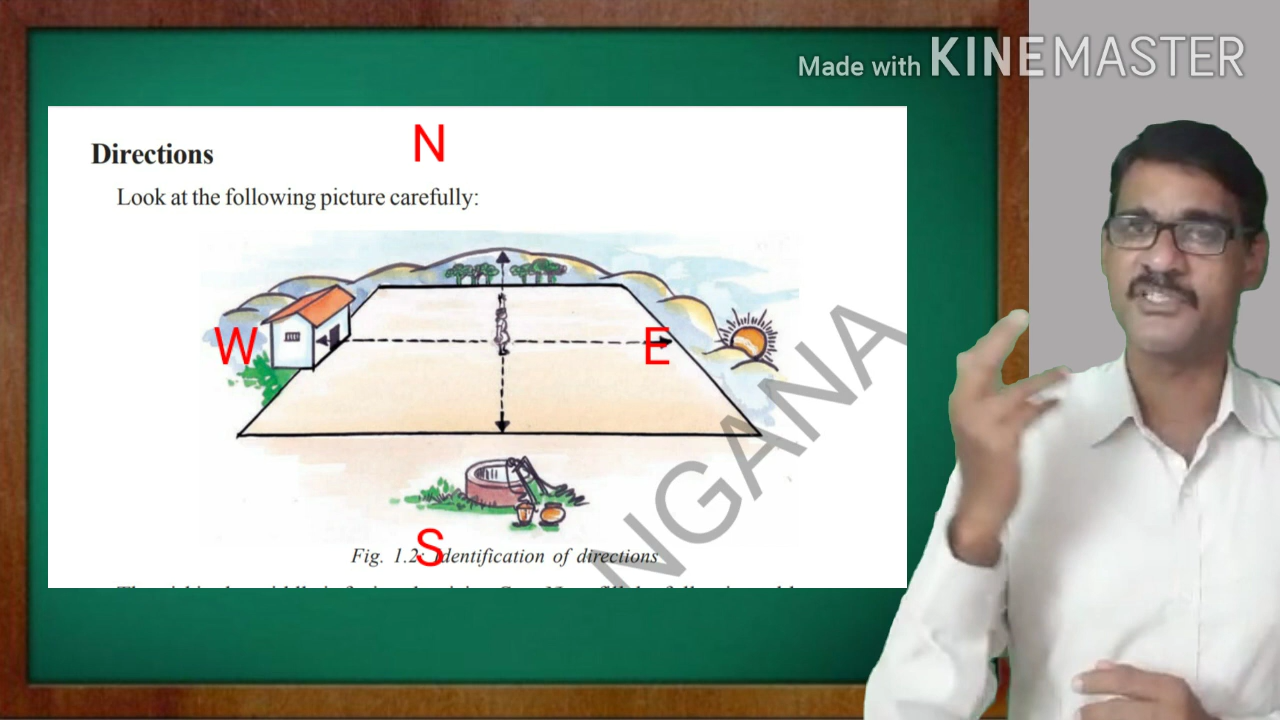 Made with KINEMASTER
N
Directions
Look at the following picture carefully:
W
E
NGANA
S
Fig. 1.2: Identification of directions